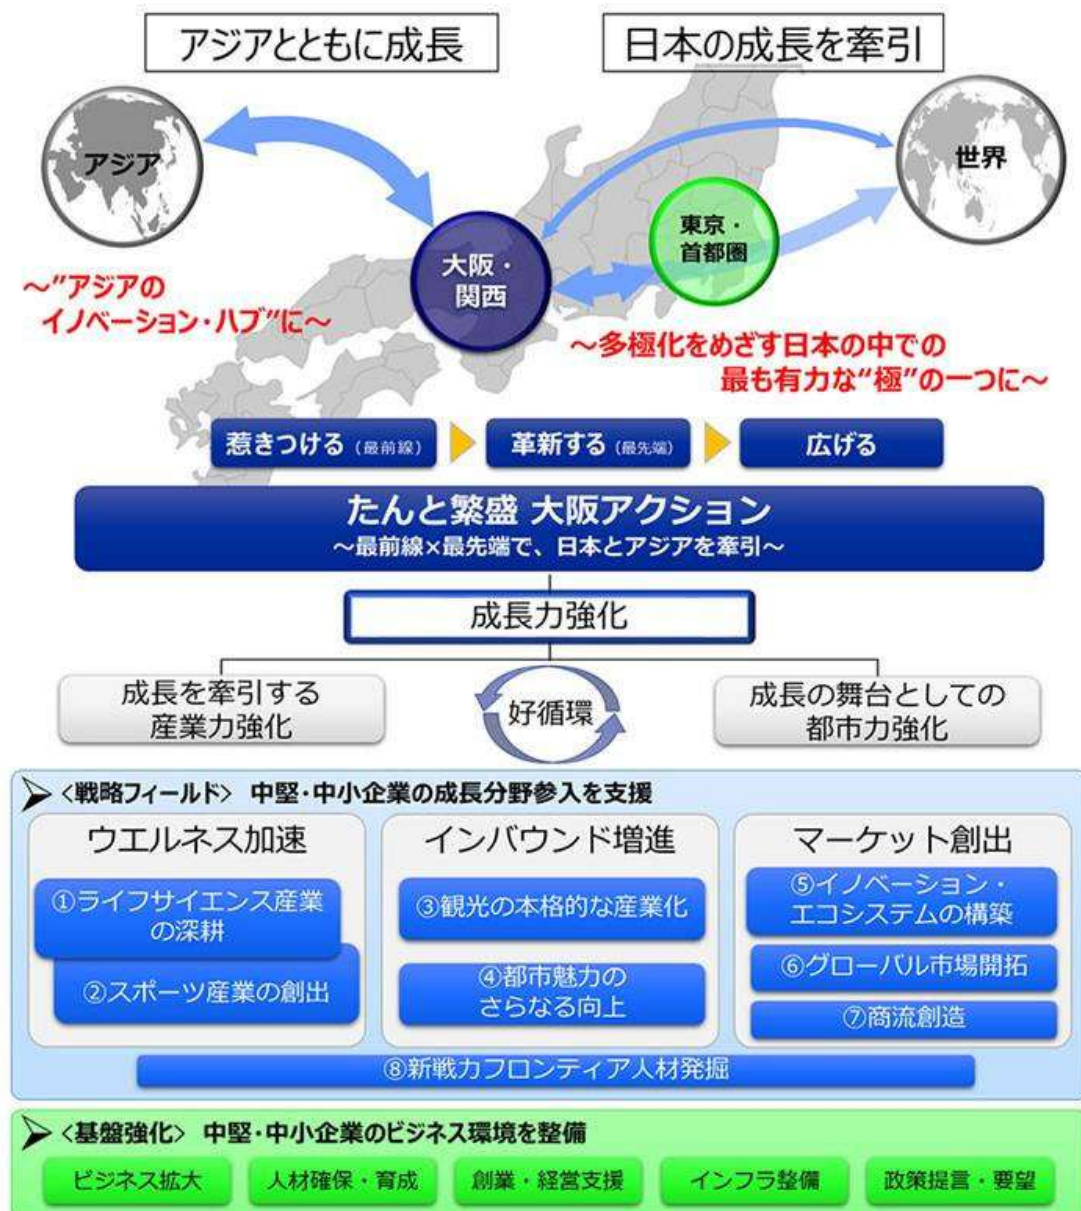 アジアとともに成長
日本の成長を牽引
アジア
世界
東京・
首都圏
大阪・
関西
～”アジアの
イノベーション・ハブ”に～
～多極化をめざす日本の中での
最も有力な“極”の一つに～
惹きつける（最前線）
革新する（最先端）
広げる
たんと繁盛 大阪アクション
～最前線×最先端で、日本とアジアを牽引～
成長力強化
成長を牽引する
産業力強化
好循環
成長の舞台としての
都市力強化
＜戦略フィールド＞ 中堅・中小企業の成長分野参入を支援
ウエルネス加速
①ライフサイエンス産業
の深耕
②スポーツ産業の創出
インバウンド増進
③観光の本格的な産業化
④都市魅力の
さらなる向上
マーケット創出
⑤イノベーション・
エコシステムの構築
⑥グローバル市場開拓
⑦商流創造
⑧新戦力フロンティア人材発掘
＜基盤強化＞ 中堅・中小企業のビジネス環境を整備
ビジネス拡大
人材確保・育成
創業・経営支援
インフラ整備
政策提言・要望